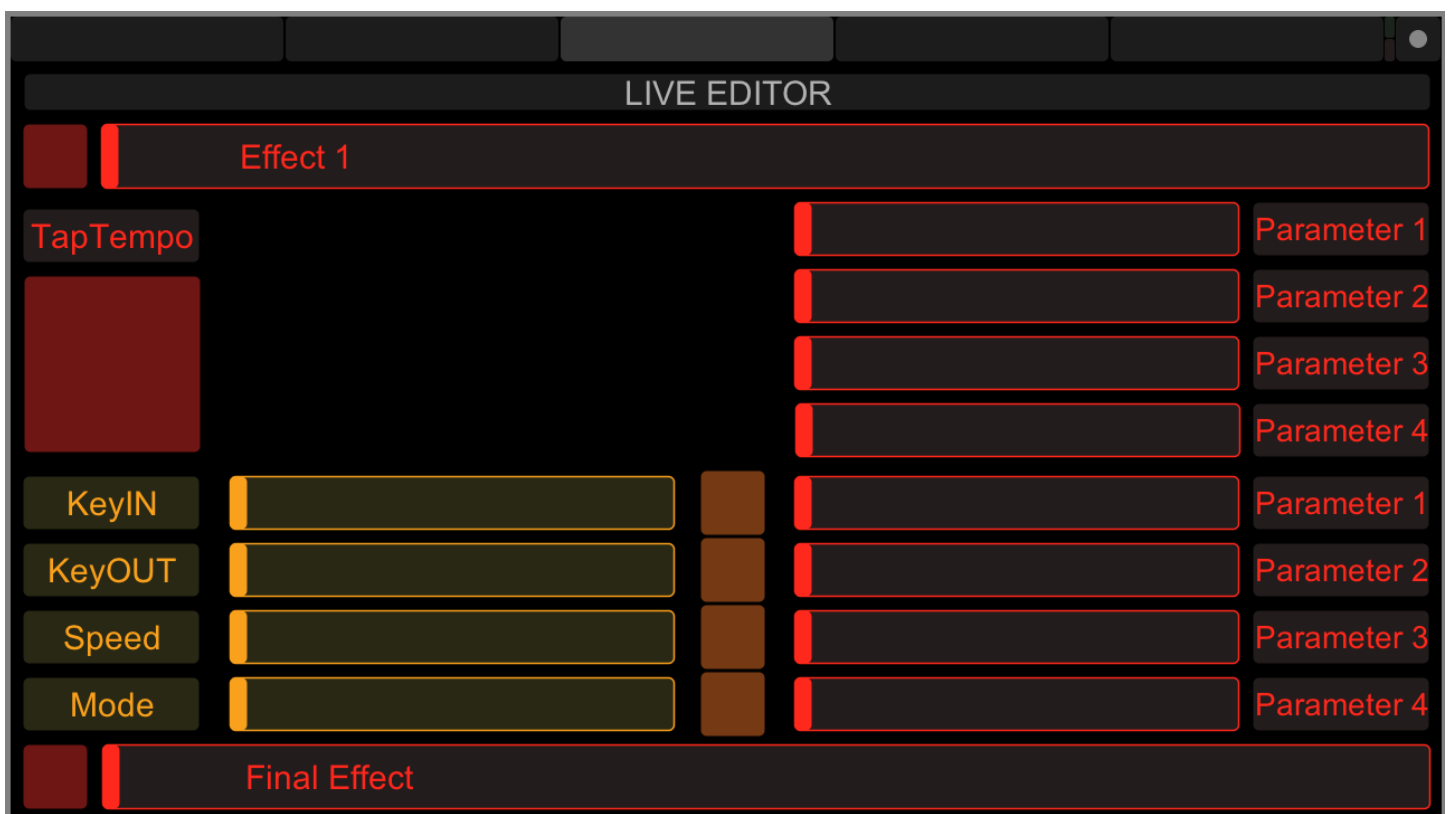 LIVE EDITOR
Effect 1
TapTempo
Parameter 1
Parameter 2
Parameter 3
Parameter 4
KeyIN
Parameter 1
KeyOUT
Parameter 2
Speed
Parameter 3
Mode
Parameter 4
Final Effect